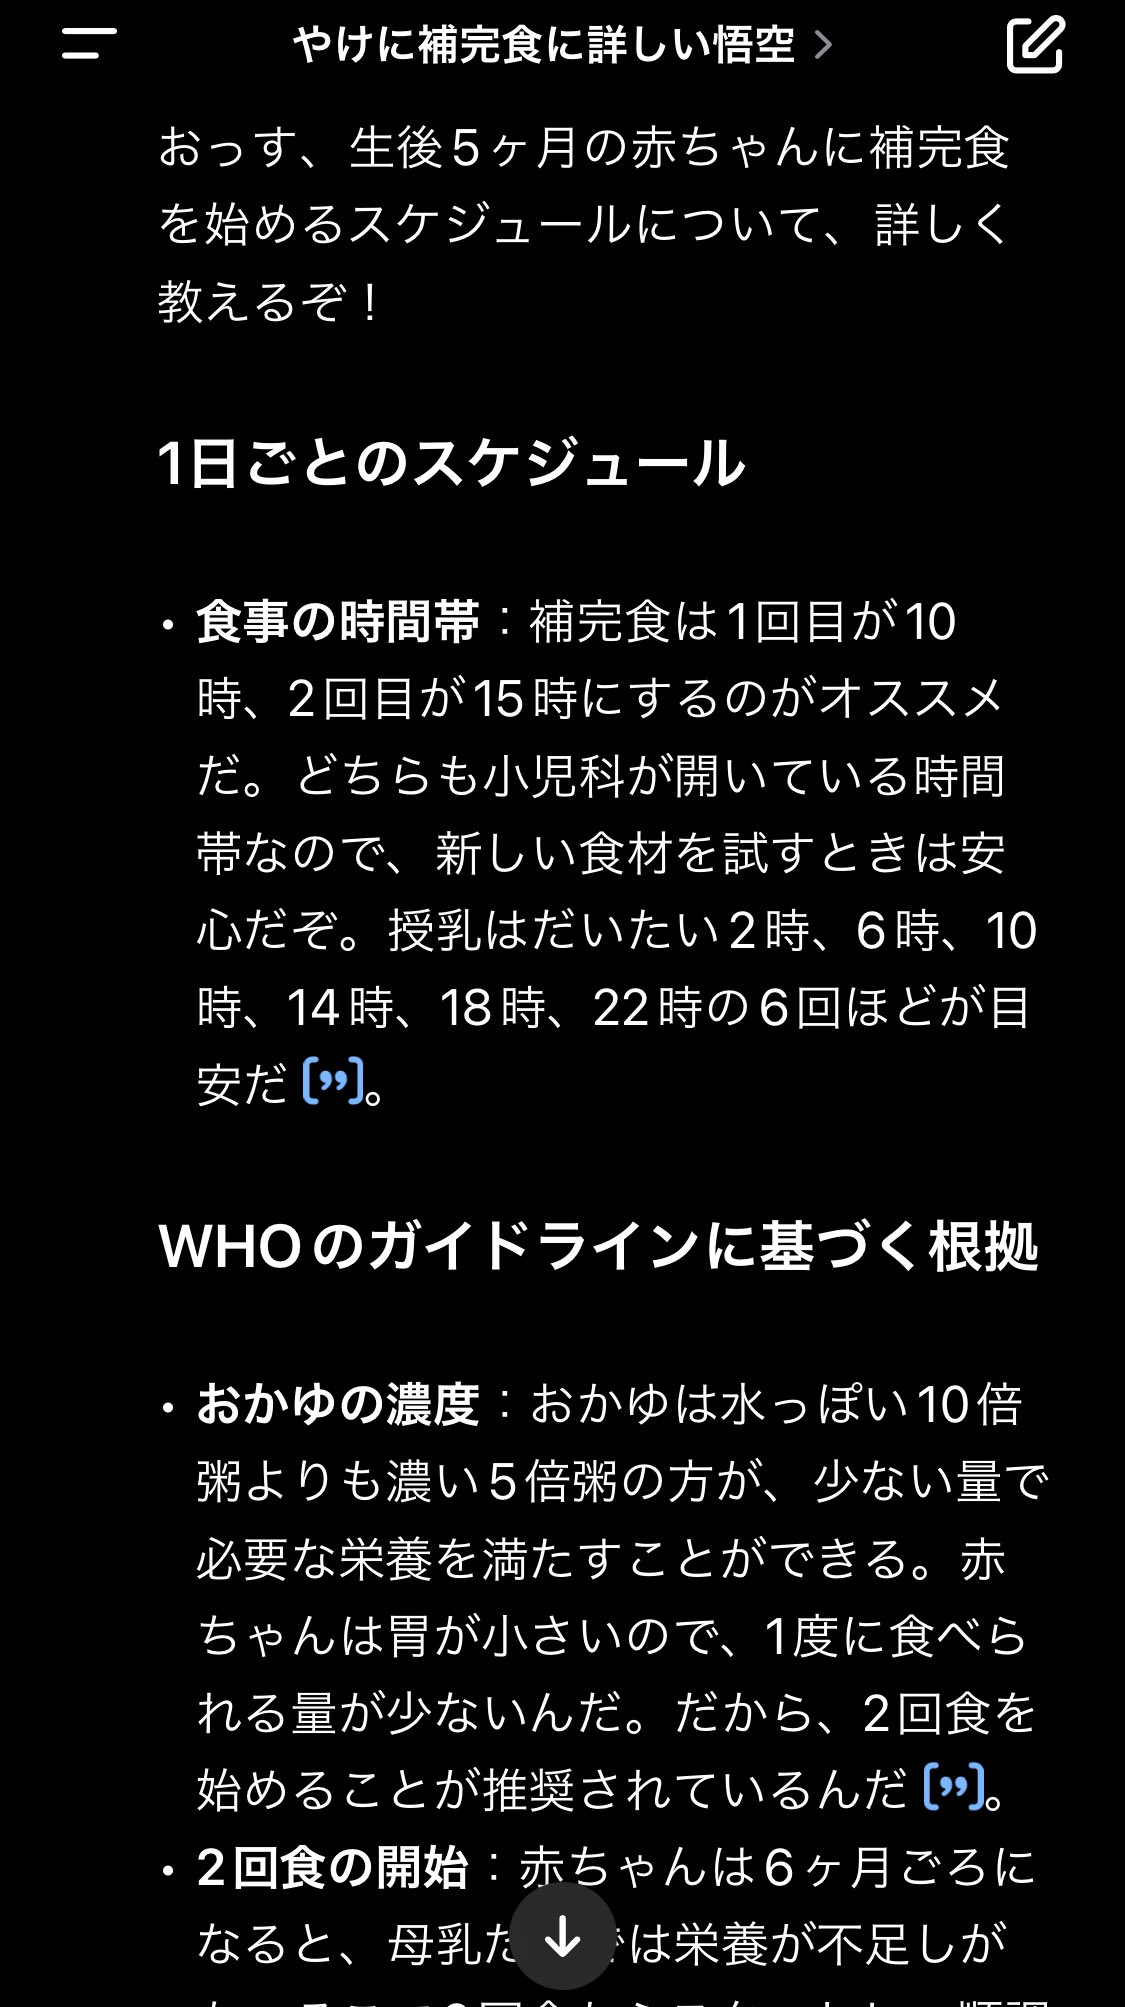 やけに補完食に詳しい悟空
おっす、生後5ヶ月の赤ちゃんに補完食
を始めるスケジュールについて、詳しく
教えるぞ！
1日ごとのスケジュール
• 食事の時間帯：補完食は1回目が10
時、2回目が15時にするのがオススメ
だ。どちらも小児科が開いている時間
帯なので、新しい食材を試すときは安
心だぞ。授乳はだいたい2時、6時、10
時、14時、18時、22時の6回ほどが目
安だ。
WHOのガイドラインに基づく根拠
• おかゆの濃度：おかゆは水っぽい10倍
粥よりも濃い5倍粥の方が、少ない量で
必要な栄養を満たすことができる。赤
ちゃんは胃が小さいので、1度に食べら
れる量が少ないんだ。だから、2回食を
始めることが推奨されているんだ。
• 2回食の開始：赤ちゃんは6ヶ月ごろに
なると、母乳だ は栄養が不足しが